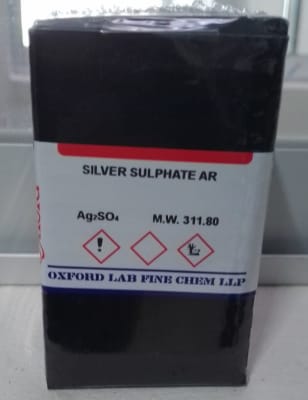 SILVER SULPHATE AR
Ag₂SO₄ M.W. 311.80
OXFORD LAB FINE CHEM LLP